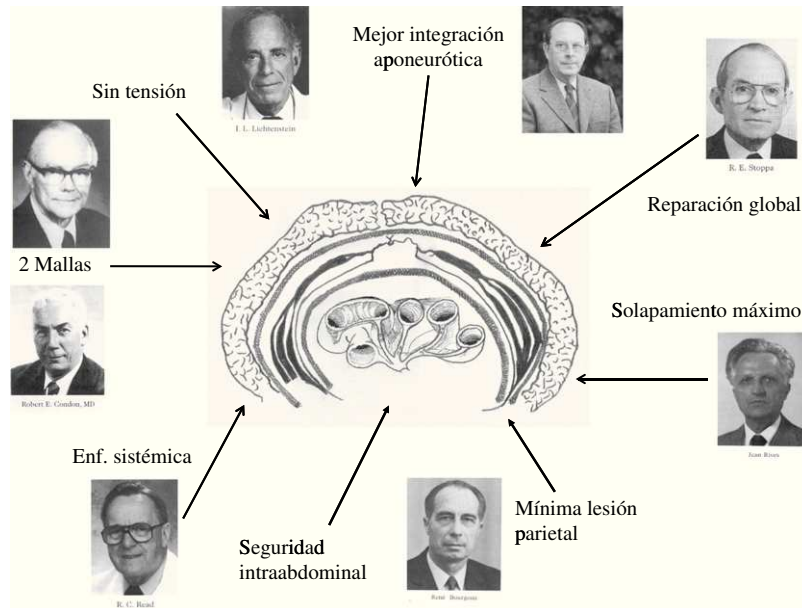 Mejor integración
aponeurótica
Sin tensión
I. L. Lichtenstein
R. E. Stoppa
Reparación global
2 Mallas
Solapamiento máximo
Robert E. Condon, MD
Jean Rives
Enf. sistémica
Mínima lesión
parietal
Seguridad
intraabdominal
R. C. Read
René Bourgeon